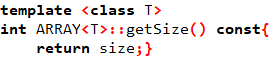 template <class T>
int ARRAY<T>::getSize() const{
    return size;}